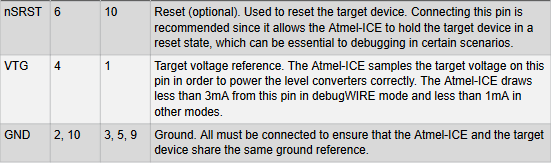 nSRST 6 10 Reset (optional). Used to reset the target device. Connecting this pin is
recommended since it allows the Atmel-ICE to hold the target device in a
reset state, which can be essential to debugging in certain scenarios.
VTG 4 1 Target voltage reference. The Atmel-ICE samples the target voltage on this
pin in order to power the level converters correctly. The Atmel-ICE draws
less than 3mA from this pin in debugWIRE mode and less than 1mA in
other modes.
GND 2, 10 3, 5, 9 Ground. All must be connected to ensure that the Atmel-ICE and the target
device share the same ground reference.